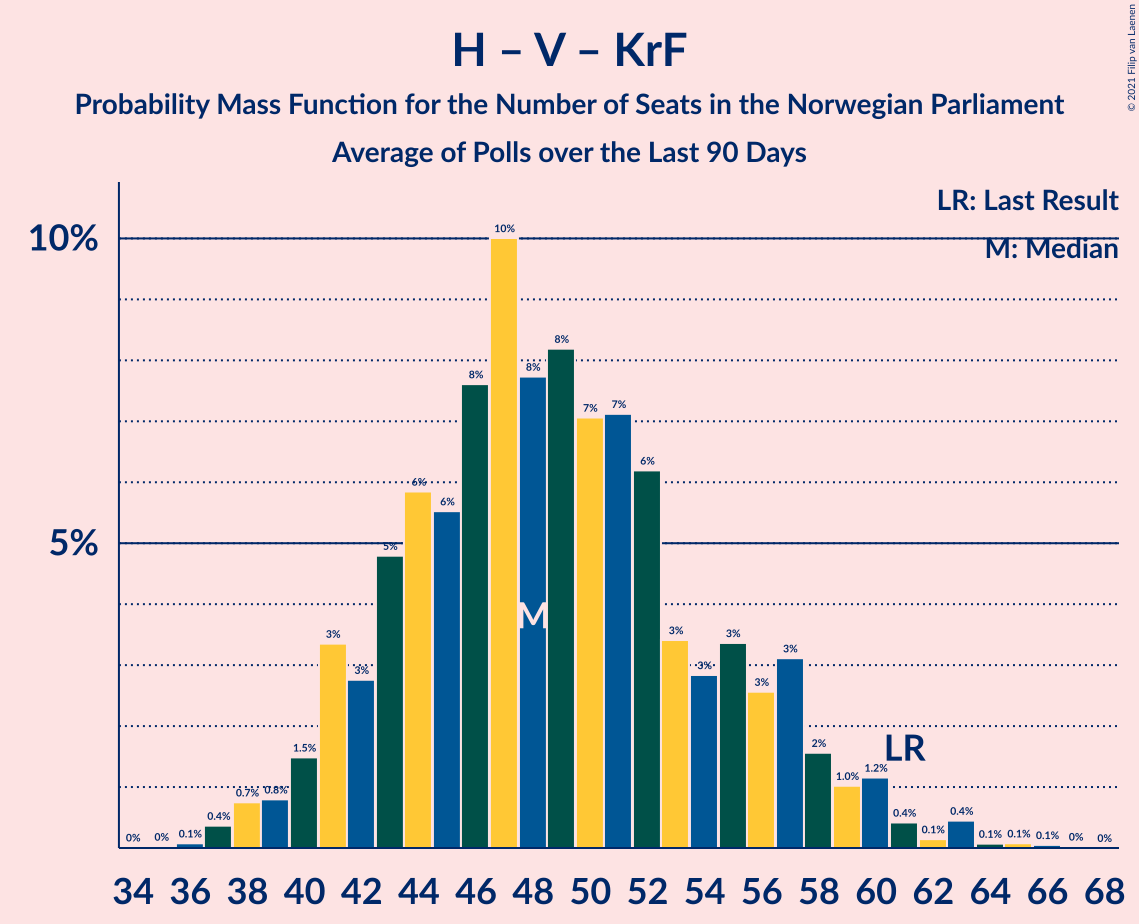 H – V – KrF
Probability Mass Function for the Number of Seats in the Norwegian Parliament
Average of Polls over the Last 90 Days
© 2021 Filip van Laenen
LR: Last Result
M: Median
10%
5%
0% 0% 0.1% 0.4% 0.7% 0.8% 1.5% 3% 3% 5% 6% 6% 8% 10% 8% 8% 7% 7% 6% 3% 3% 3% 3% 3% 2% 1.0% 1.2% 0.4% 0.1% 0.4% 0.1% 0.1% 0.1% 0% 0%
M
LR
34 36 38 40 42 44 46 48 50 52 54 56 58 60 62 64 66 68